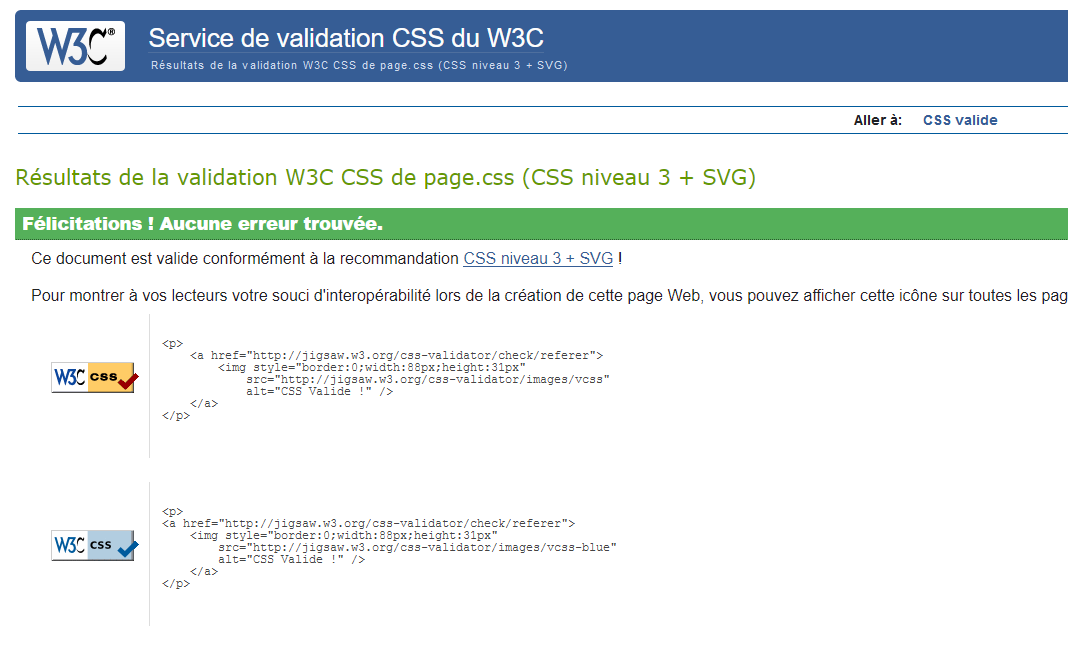 W3C® Service de validation CSS du W3C
Résultats de la validation W3C CSS de page.css (CSS niveau 3 + SVG)
Aller à: CSS valide
Résultats de la validation W3C CSS de page.css (CSS niveau 3 + SVG)
Félicitations ! Aucune erreur trouvée.
Ce document est valide conformément à la recommandation CSS niveau 3 + SVG !
Pour montrer à vos lecteurs votre souci d'interopérabilité lors de la création de cette page Web, vous pouvez afficher cette icône sur toutes les pag
W3C css
<p>
    <a href="http://jigsaw.w3.org/css-validator/check/referer">
        <img style="border:0;width:88px;height:31px"
            src="http://jigsaw.w3.org/css-validator/images/vcss"
            alt="CSS Valide !" />
    </a>
</p>
W3C css
<p>
<a href="http://jigsaw.w3.org/css-validator/check/referer">
    <img style="border:0;width:88px;height:31px"
        src="http://jigsaw.w3.org/css-validator/images/vcss-blue"
        alt="CSS Valide !" />
    </a>
</p>